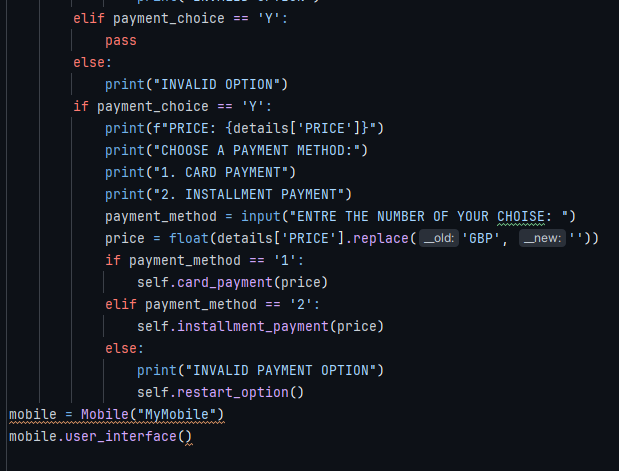 print("INVALID OPTION")
elif payment_choice == 'Y':
pass
else:
print("INVALID OPTION")
if payment_choice == 'Y':
print(f"PRICE: {details['PRICE']}")
print("CHOOSE A PAYMENT METHOD:")
print("1. CARD PAYMENT")
print("2. INSTALLMENT PAYMENT")
payment_method = input("ENTRE THE NUMBER OF YOUR CHOISE: ")
price = float(details['PRICE'].replace( __old: 'GBP', __new: ''))
if payment_method == '1':
self.card_payment(price)
elif payment_method == '2':
self.installment_payment(price)
else:
print("INVALID PAYMENT OPTION")
self.restart_option()
mobile = Mobile("MyMobile")
mobile.user_interface()